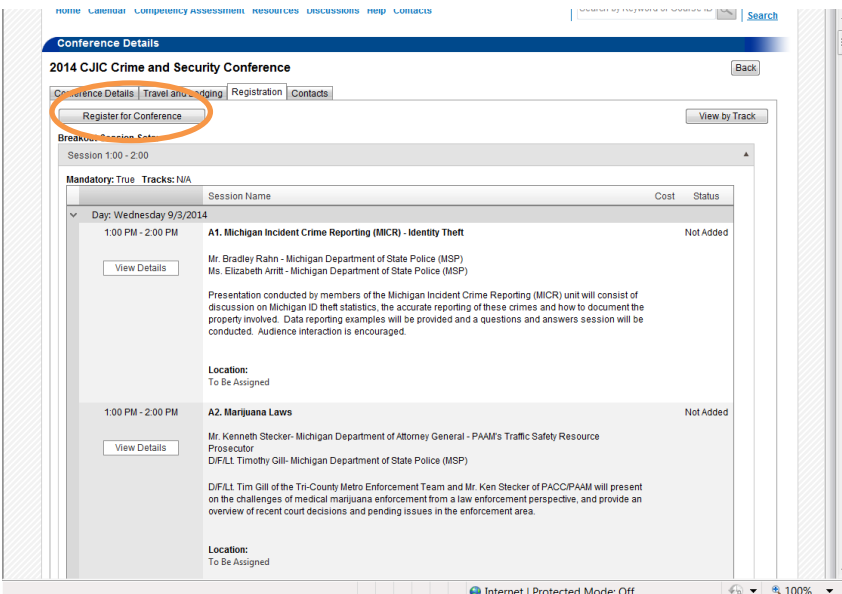 Home Calendar Competency Assessment Resources Discussions Help Contacts
Search by Keyword or Course ID
Search
Conference Details
2014 CJIC Crime and Security Conference
Back
Conference Details Travel and Lodging Registration Contacts
Register for Conference
View by Track
Breakout Session Sets
Session 1:00 - 2:00
Mandatory: True Tracks: N/A
Session Name Cost Status
Day: Wednesday 9/3/2014
1:00 PM - 2:00 PM A1. Michigan Incident Crime Reporting (MICR) - Identity Theft Not Added
View Details
Mr. Bradley Rahn - Michigan Department of State Police (MSP)
Ms. Elizabeth Arritt - Michigan Department of State Police (MSP)
Presentation conducted by members of the Michigan Incident Crime Reporting (MICR) unit will consist of
discussion on Michigan ID theft statistics, the accurate reporting of these crimes and how to document the
property involved. Data reporting examples will be provided and a questions and answers session will be
conducted. Audience interaction is encouraged.
Location:
To Be Assigned
1:00 PM - 2:00 PM A2. Marijuana Laws Not Added
View Details
Mr. Kenneth Stecker- Michigan Department of Attorney General - PAAM's Traffic Safety Resource
Prosecutor
D/F/Lt. Timothy Gill- Michigan Department of State Police (MSP)
D/F/Lt. Tim Gill of the Tri-County Metro Enforcement Team and Mr. Ken Stecker of PACC/PAAM will present
on the challenges of medical marijuana enforcement from a law enforcement perspective, and provide an
overview of recent court decisions and pending issues in the enforcement area.
Location:
To Be Assigned
Internet | Protected Mode: Off 100%